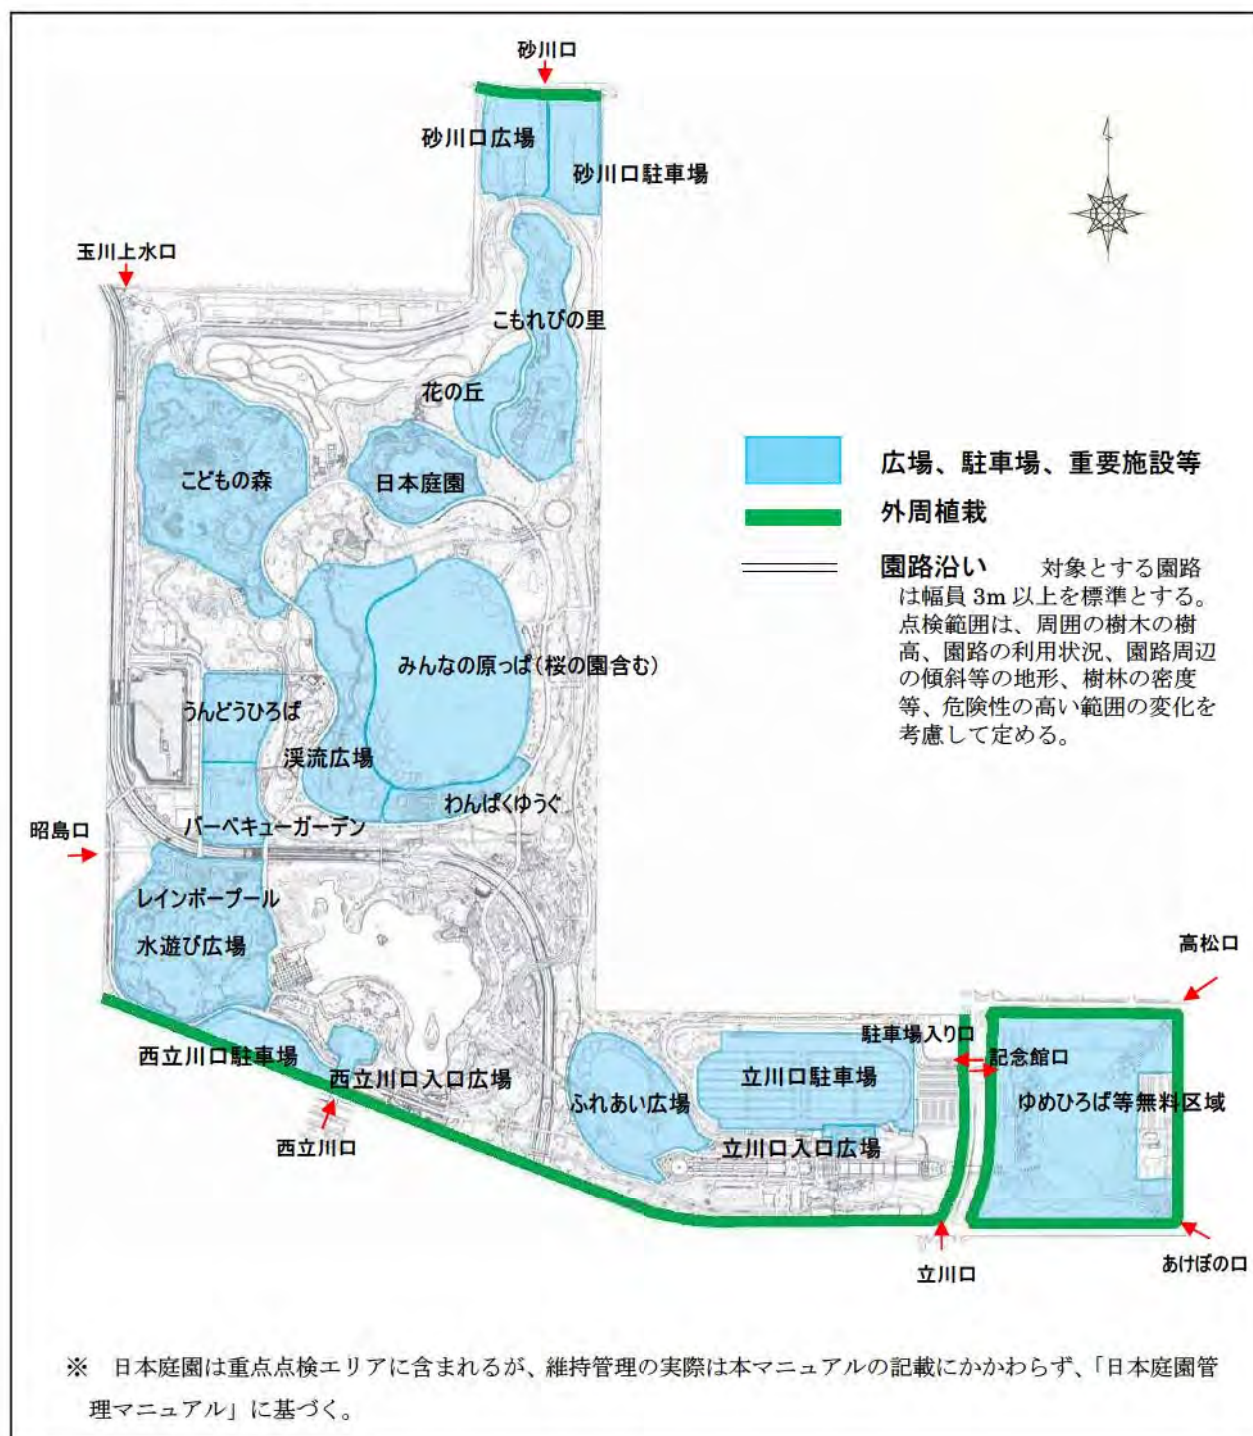 砂川口
砂川口広場
砂川口駐車場
玉川上水口
こもれびの里
花の丘
こどもの森
日本庭園
広場、駐車場、重要施設等
外周植栽
園路沿い 対象とする園路
は幅員 3m 以上を標準とする。
点検範囲は、周囲の樹木の樹
高、園路の利用状況、園路周辺
の傾斜等の地形、樹林の密度
等、危険性の高い範囲の変化を
考慮して定める。
みんなの原っぱ(桜の園含む)
うんどうひろば
渓流広場
わんぱくゆうぐ
バーベキューガーデン
昭島口
レインボープール
水遊び広場
高松口
西立川口駐車場
西立川口入口広場
西立川口
ふれあい広場
立川口駐車場
駐車場入り口
記念館口
ゆめひろば等無料区域
立川口入口広場
立川口
あけぼの口
※ 日本庭園は重点点検エリアに含まれるが、維持管理の実際は本マニュアルの記載にかかわらず、「日本庭園管
理マニュアル」に基づく。